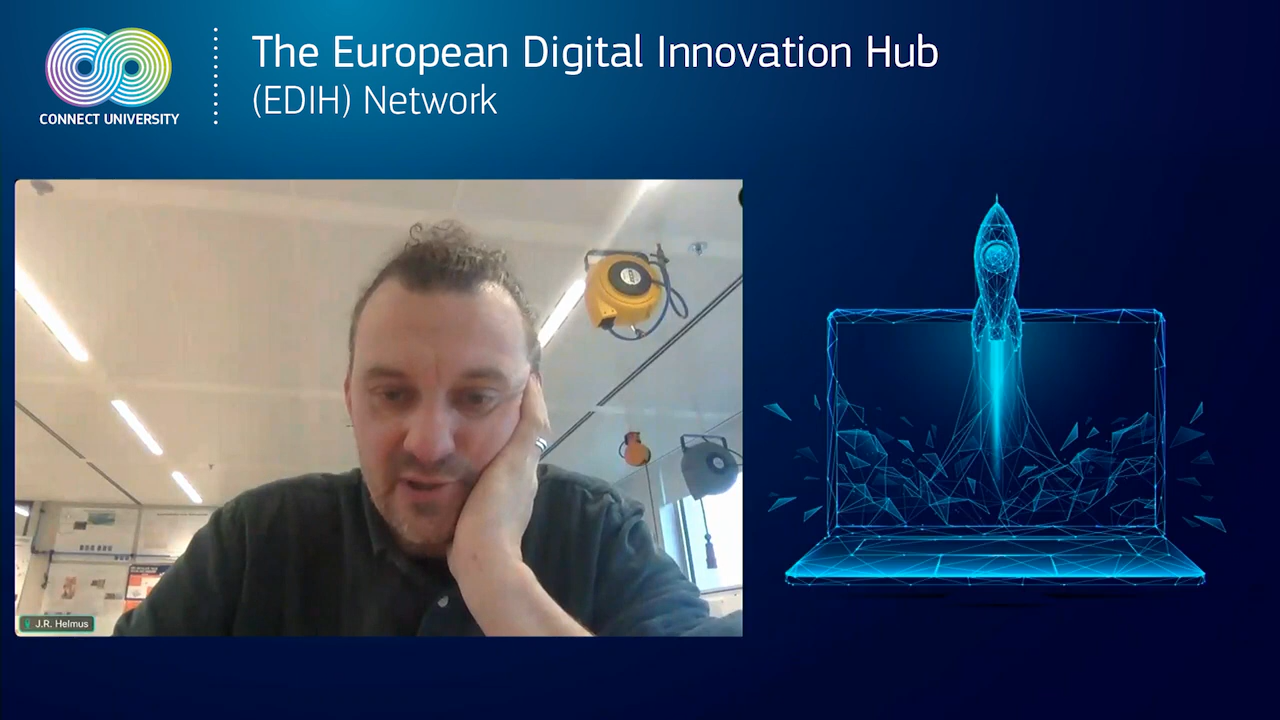 The European Digital Innovation Hub
(EDIH) Network
CONNECT UNIVERSITY
J.R. Helmus